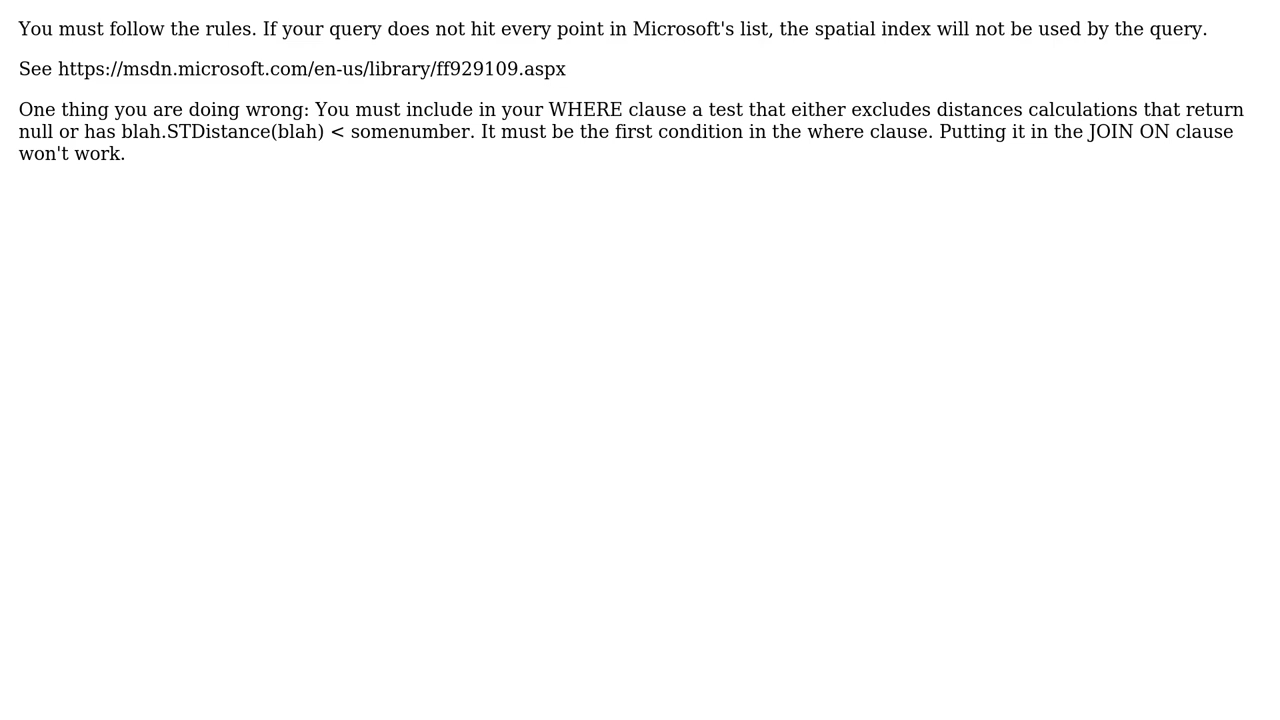 You must follow the rules. If your query does not hit every point in Microsoft's list, the spatial index will not be used by the query.
See https://msdn.microsoft.com/en-us/library/ff929109.aspx
One thing you are doing wrong: You must include in your WHERE clause a test that either excludes distances calculations that return
null or has blah.STDistance(blah) < somenumber. It must be the first condition in the where clause. Putting it in the JOIN ON clause
won't work.